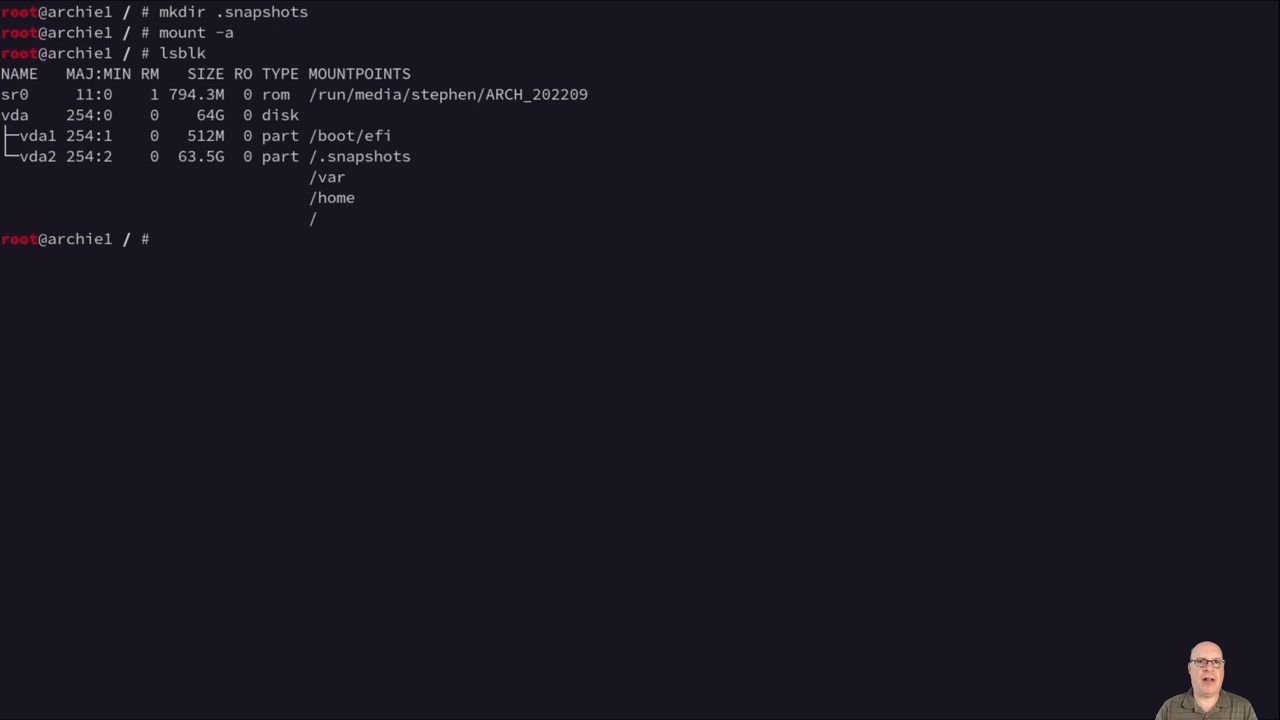 root@archie1 / # mkdir .snapshots
root@archie1 / # mount -a
root@archie1 / # lsblk
NAME   MAJ:MIN RM   SIZE RO TYPE MOUNTPOINTS
sr0     11:0    1 794.3M  0 rom  /run/media/stephen/ARCH_202209
vda    254:0    0    64G  0 disk
├─vda1 254:1    0   512M  0 part /boot/efi
└─vda2 254:2    0  63.5G  0 part /.snapshots
                                 /var
                                 /home
                                 /
root@archie1 / #